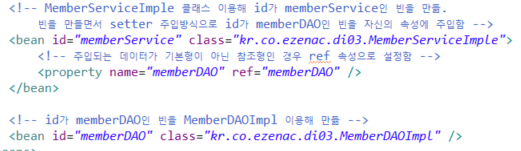 <!-- MemberServiceImple 클래스 이용해 id가 memberService인 빈을 만듦.
빈을 만들면서 setter 주입방식으로 id가 memberDAO인 빈을 자신의 속성에 주입함 -->
<bean id="memberService" class="kr.co.ezenac.di03.MemberServiceImple">
<!-- 주입되는 데이터가 기본형이 아닌 참조형인 경우 ref 속성으로 설정함 -->
<property name="memberDAO" ref="memberDAO" />
</bean>
<!-- id가 memberDAO인 빈을 MemberDAOImpl 이용해 만듦 -->
<bean id="memberDAO" class="kr.co.ezenac.di03.MemberDAOImpl" />